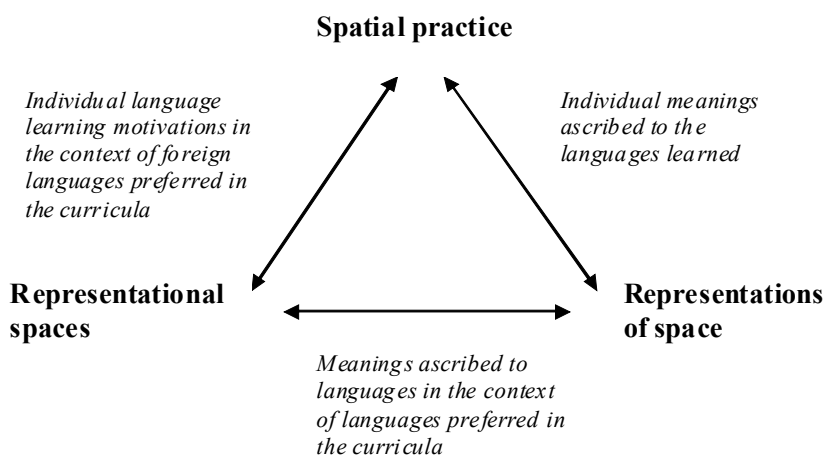 Spatial practice
Individual language
learning motivations in
the context of foreign
languages preferred in
the curricula
Individual meanings
ascribed to the
languages learned
Representational
spaces
Representations
of space
Meanings ascribed to
languages in the context
of languages preferred in
the curricula